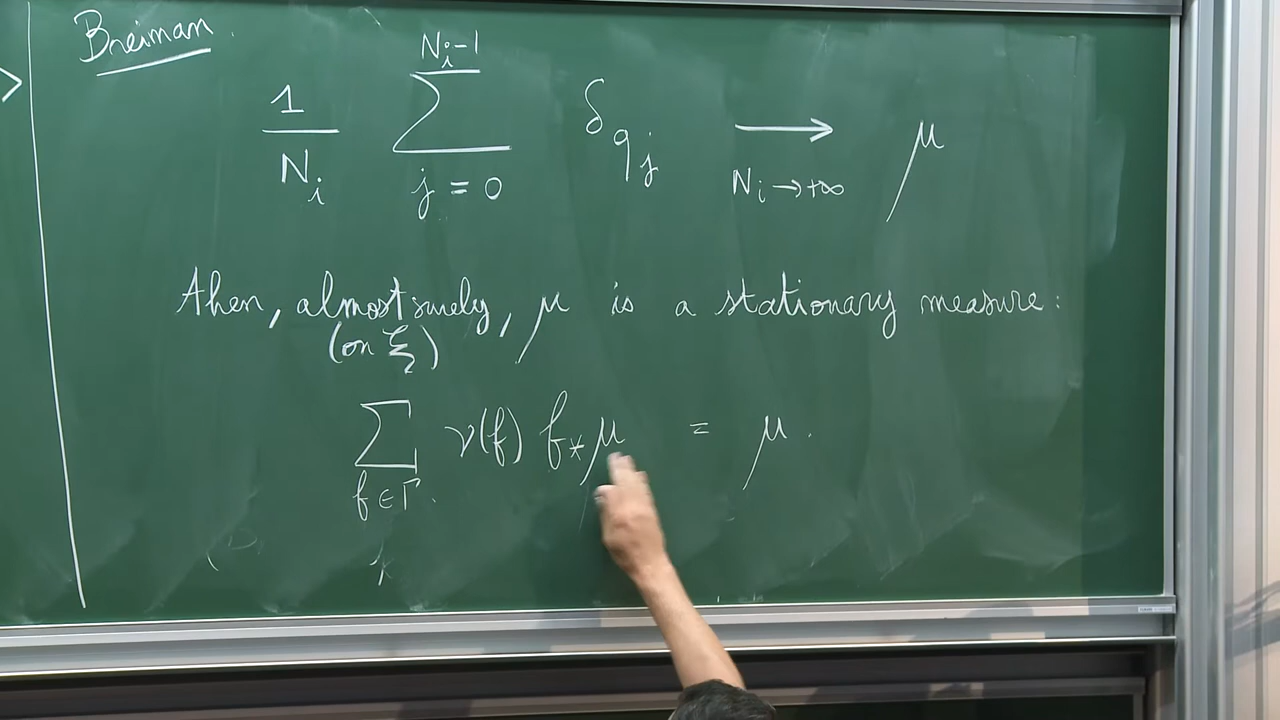 Breiman.
1/N_i ∑_{j=0}^{N_i-1} δ_{q_j} ⟶_{N_i→+∞} μ
Then, almost surely, μ is a stationary measure:
(on ξ)
∑_{f∈Γ} ν(f) f_*μ = μ.